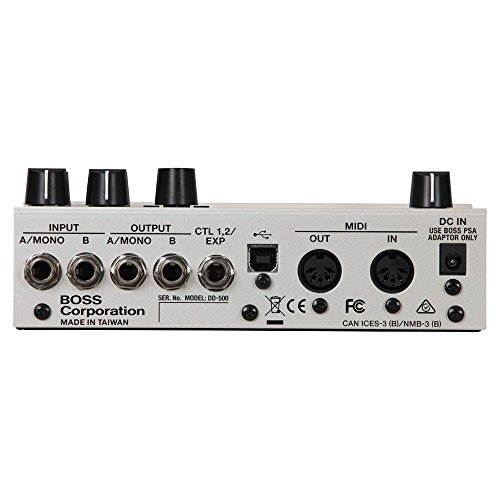 INPUT
A/MONO B
OUTPUT
A/MONO B
CTL 1,2/
EXP
MIDI
OUT IN
DC IN
USE BOSS PSA
ADAPTOR ONLY
BOSS
Corporation
MADE IN TAIWAN
SER. No. MODEL: DD-500
CE
FC
CAN ICES-3 (B)/NMB-3 (B)